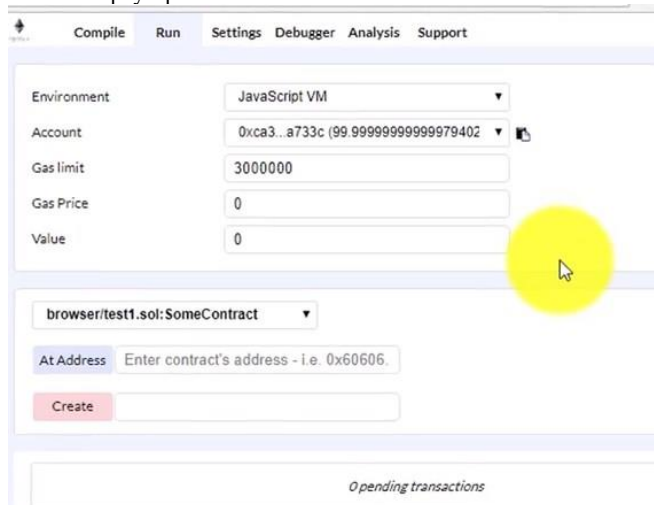 Compile Run Settings Debugger Analysis Support
Environment JavaScript VM
Account 0xca3...a733c (99.99999999999979402
Gas limit 3000000
Gas Price 0
Value 0
browser/test1.sol:SomeContract
At Address Enter contract's address - i.e. 0x60606.
Create
0 pending transactions